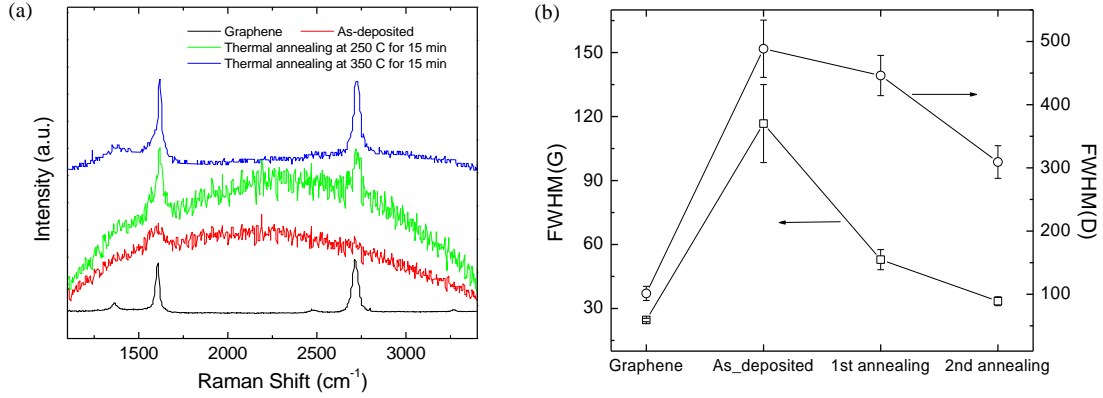 (a)
Graphene As-deposited
Thermal annealing at 250 C for 15 min
Thermal annealing at 350 C for 15 min
Intensity (a.u.)
1500 2000 2500 3000
Raman Shift (cm-1)
(b)
150
120
90
60
30
FWHM(G)
500
400
300
200
100
FWHM(D)
Graphene As_deposited 1st annealing 2nd annealing